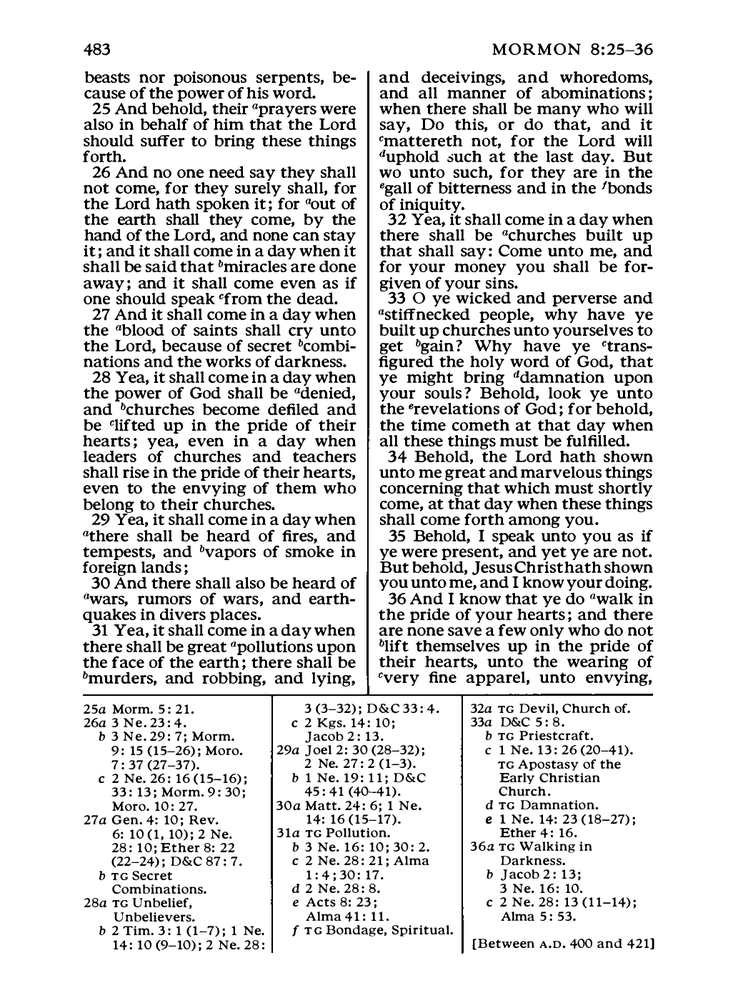 483
MORMON 8:25–36
beasts nor poisonous serpents, be-
cause of the power of his word.
25 And behold, their aprayers were
also in behalf of him that the Lord
should suffer to bring these things
forth.
26 And no one need say they shall
not come, for they surely shall, for
the Lord hath spoken it; for aout of
the earth shall they come, by the
hand of the Lord, and none can stay
it; and it shall come in a day when it
shall be said that bmiracles are done
away; and it shall come even as if
one should speak cfrom the dead.
27 And it shall come in a day when
the ablood of saints shall cry unto
the Lord, because of secret bcombi-
nations and the works of darkness.
28 Yea, it shall come in a day when
the power of God shall be adenied,
and bchurches become defiled and
be clifted up in the pride of their
hearts; yea, even in a day when
leaders of churches and teachers
shall rise in the pride of their hearts,
even to the envying of them who
belong to their churches.
29 Yea, it shall come in a day when
athere shall be heard of fires, and
tempests, and bvapors of smoke in
foreign lands;
30 And there shall also be heard of
awars, rumors of wars, and earth-
quakes in divers places.
31 Yea, it shall come in a day when
there shall be great apollutions upon
the face of the earth; there shall be
bmurders, and robbing, and lying,
and deceivings, and whoredoms,
and all manner of abominations;
when there shall be many who will
say, Do this, or do that, and it
cmattereth not, for the Lord will
duphold such at the last day. But
wo unto such, for they are in the
egall of bitterness and in the fbonds
of iniquity.
32 Yea, it shall come in a day when
there shall be achurches built up
that shall say: Come unto me, and
for your money you shall be for-
given of your sins.
33 O ye wicked and perverse and
astiffnecked people, why have ye
built up churches unto yourselves to
get bgain? Why have ye ctrans-
figured the holy word of God, that
ye might bring ddamnation upon
your souls? Behold, look ye unto
the erevelations of God; for behold,
the time cometh at that day when
all these things must be fulfilled.
34 Behold, the Lord hath shown
unto me great and marvelous things
concerning that which must shortly
come, at that day when these things
shall come forth among you.
35 Behold, I speak unto you as if
ye were present, and yet ye are not.
But behold, Jesus Christ hath shown
you unto me, and I know your doing.
36 And I know that ye do awalk in
the pride of your hearts; and there
are none save a few only who do not
blift themselves up in the pride of
their hearts, unto the wearing of
cvery fine apparel, unto envying,
25a Morm. 5: 21.
26a 3 Ne. 23: 4.
b 3 Ne. 29: 7; Morm.
9: 15 (15–26); Moro.
7: 37 (27–37).
c 2 Ne. 26: 16 (15–16);
33: 13; Morm. 9: 30;
Moro. 10: 27.
27a Gen. 4: 10; Rev.
6: 10 (1, 10); 2 Ne.
28: 10; Ether 8: 22
(22–24); D&C 87: 7.
b TG Secret
Combinations.
28a TG Unbelief,
Unbelievers.
b 2 Tim. 3: 1 (1–7); 1 Ne.
14: 10 (9–10); 2 Ne. 28:
3 (3–32); D&C 33: 4.
c 2 Kgs. 14: 10;
Jacob 2: 13.
29a Joel 2: 30 (28–32);
2 Ne. 27: 2 (1–3).
b 1 Ne. 19: 11; D&C
45: 41 (40–41).
30a Matt. 24: 6; 1 Ne.
14: 16 (15–17).
31a TG Pollution.
b 3 Ne. 16: 10; 30: 2.
c 2 Ne. 28: 21; Alma
1: 4; 30: 17.
d 2 Ne. 28: 8.
e Acts 8: 23;
Alma 41: 11.
f TG Bondage, Spiritual.
32a TG Devil, Church of.
33a D&C 5: 8.
b TG Priestcraft.
c 1 Ne. 13: 26 (20–41).
TG Apostasy of the
Early Christian
Church.
d TG Damnation.
e 1 Ne. 14: 23 (18–27);
Ether 4: 16.
36a TG Walking in
Darkness.
b Jacob 2: 13;
3 Ne. 16: 10.
c 2 Ne. 28: 13 (11–14);
Alma 5: 53.
[Between A.D. 400 and 421]